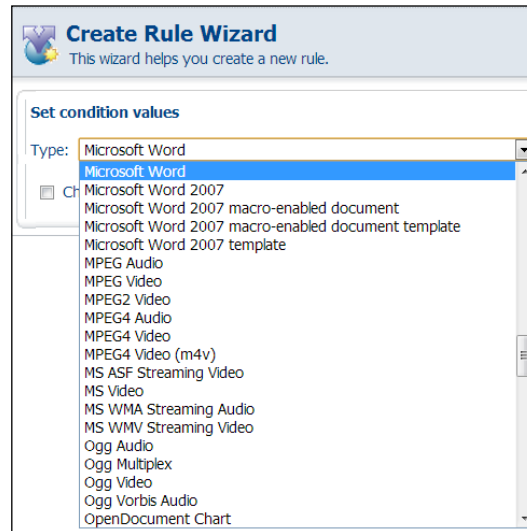 Create Rule Wizard
This wizard helps you create a new rule.
Set condition values
Type: Microsoft Word
Microsoft Word
Ch
Microsoft Word 2007
Microsoft Word 2007 macro-enabled document
Microsoft Word 2007 macro-enabled document template
Microsoft Word 2007 template
MPEG Audio
MPEG Video
MPEG2 Video
MPEG4 Audio
MPEG4 Video
MPEG4 Video (m4v)
MS ASF Streaming Video
MS Video
MS WMA Streaming Audio
MS WMV Streaming Video
Ogg Audio
Ogg Multiplex
Ogg Video
Ogg Vorbis Audio
OpenDocument Chart